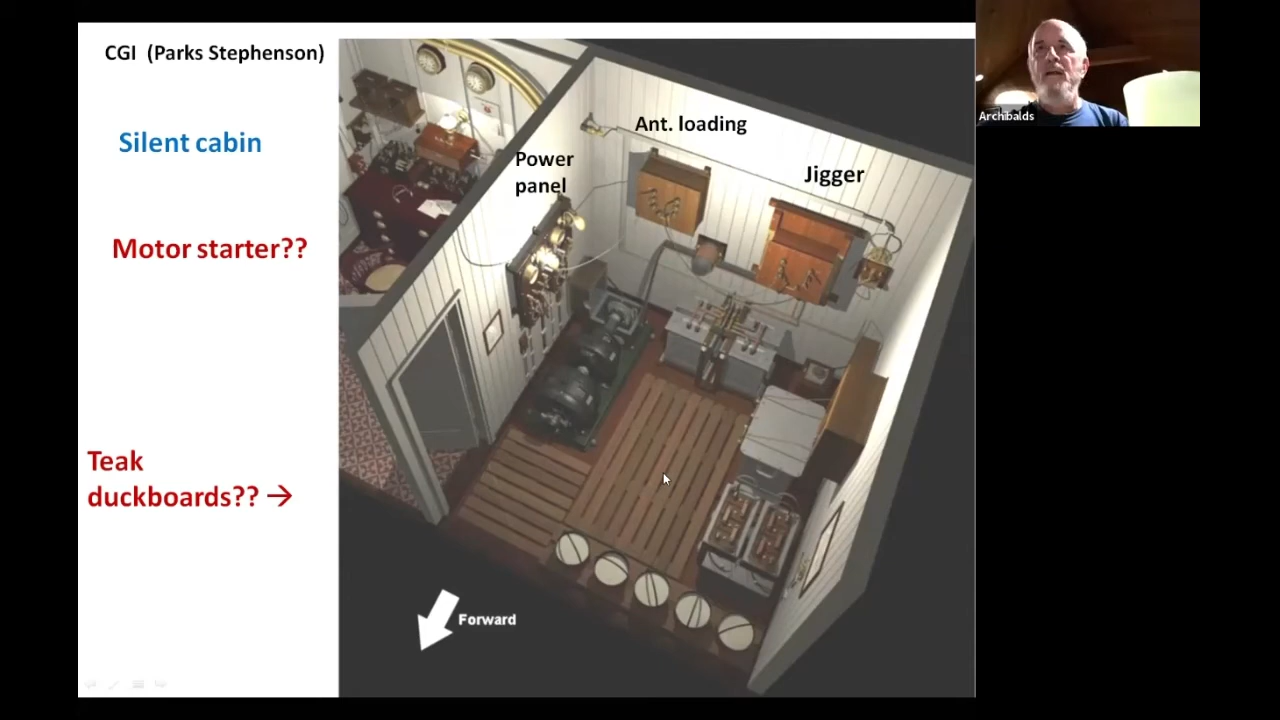 CGI (Parks Stephenson)
Silent cabin
Motor starter??
Teak
duckboards?? →
Power
panel
Ant. loading
Jigger
Forward
Archibalds